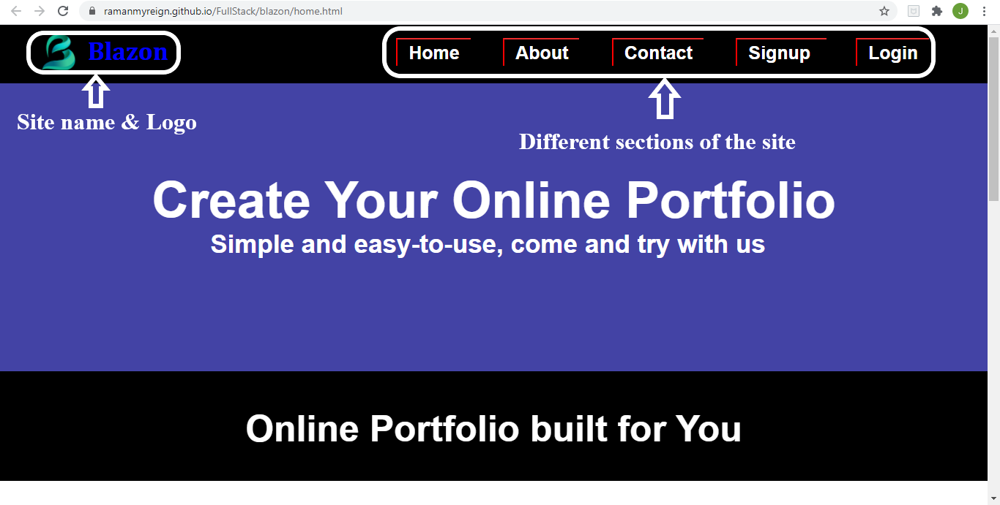 ramanmyreign.github.io/FullStack/blazon/home.html
J
Blazon
Home About Contact Signup Login
Site name & Logo
Different sections of the site
Create Your Online Portfolio
Simple and easy-to-use, come and try with us
Online Portfolio built for You